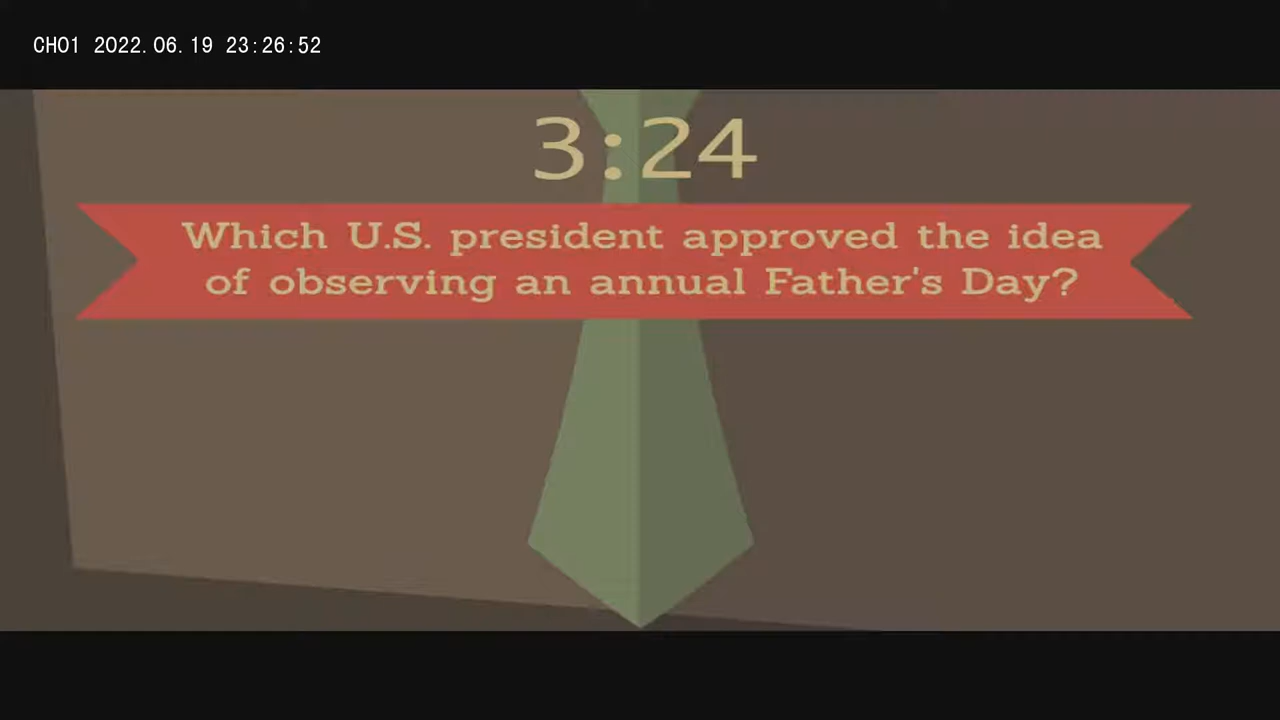 CH01 2022.06.19 23:26:52
3:24
Which U.S. president approved the idea
of observing an annual Father's Day?